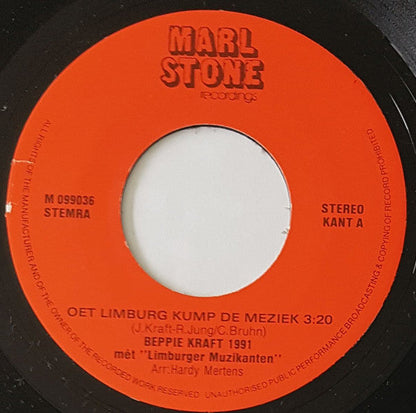 MARL
STONE
recordings
M 099036
STEMRA
STEREO
KANT A
OET LIMBURG KUMP DE MEZIEK 3:20
(J.Kraft-R.Jung/C.Bruhn)
BEPPIE KRAFT 1991
mét "Limburger Muzikanten"
Arr:Hardy Mertens
ALL RIGHTS OF THE MANUFACTURER AND OF THE OWNER OF THE RECORDED WORK RESERVED UNAUTHORISED PUBLIC PERFORMANCE BROADCASTING & COPYING OF RECORD PROHIBITED